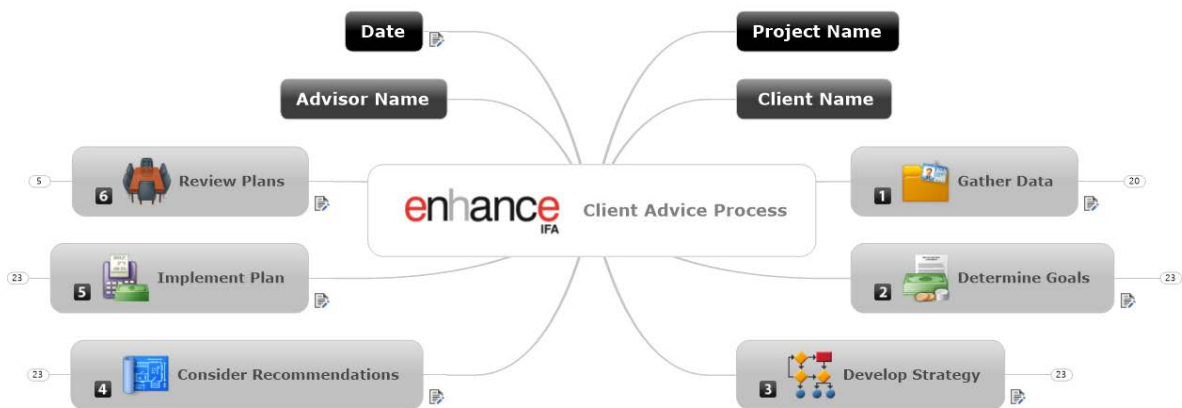 Date
Project Name
Advisor Name
Client Name
5
6
Review Plans
enhance
IFA
Client Advice Process
1
Gather Data
20
23
5
Implement Plan
2
Determine Goals
23
23
4
Consider Recommendations
3
Develop Strategy
23